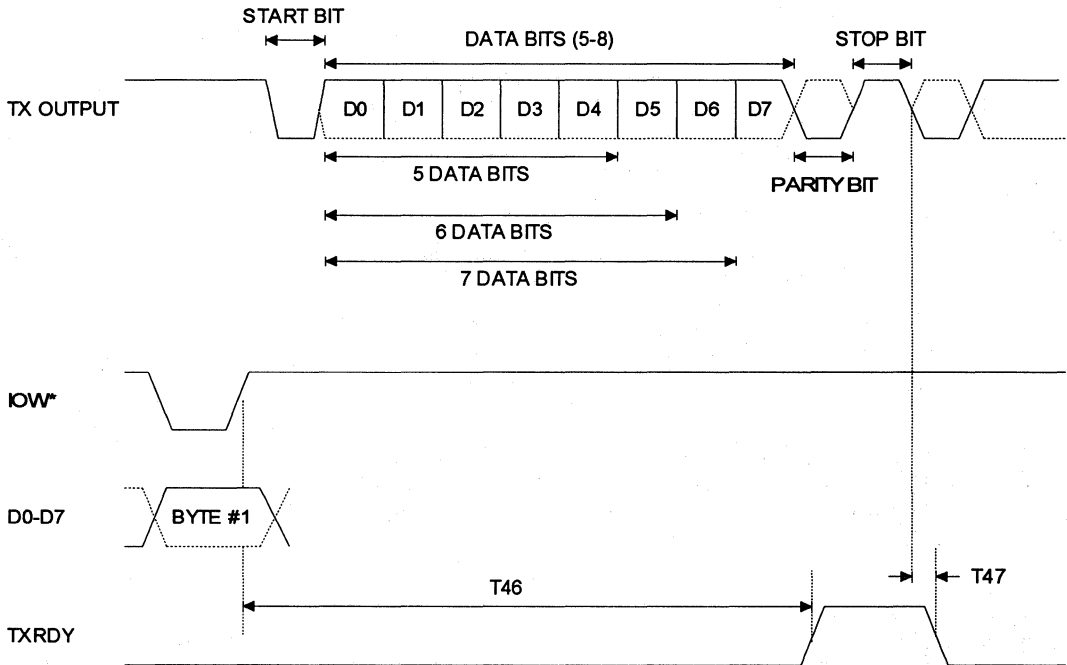 START BIT
DATA BITS (5-8)
STOP BIT
TX OUTPUT
D0 D1 D2 D3 D4 D5 D6 D7
5 DATA BITS
PARITY BIT
6 DATA BITS
7 DATA BITS
IOW*
D0-D7
BYTE #1
T46
T47
TXRDY